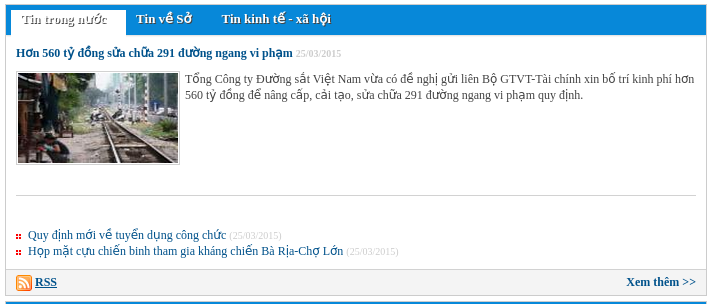 Tin trong nước Tin về Sở Tin kinh tế - xã hội
Hơn 560 tỷ đồng sửa chữa 291 đường ngang vi phạm 25/03/2015
Tổng Công ty Đường sắt Việt Nam vừa có đề nghị gửi liên Bộ GTVT-Tài chính xin bố trí kinh phí hơn
560 tỷ đồng để nâng cấp, cải tạo, sửa chữa 291 đường ngang vi phạm quy định.
Quy định mới về tuyển dụng công chức (25/03/2015)
Họp mặt cựu chiến binh tham gia kháng chiến Bà Rịa-Chợ Lớn (25/03/2015)
RSS Xem thêm >>